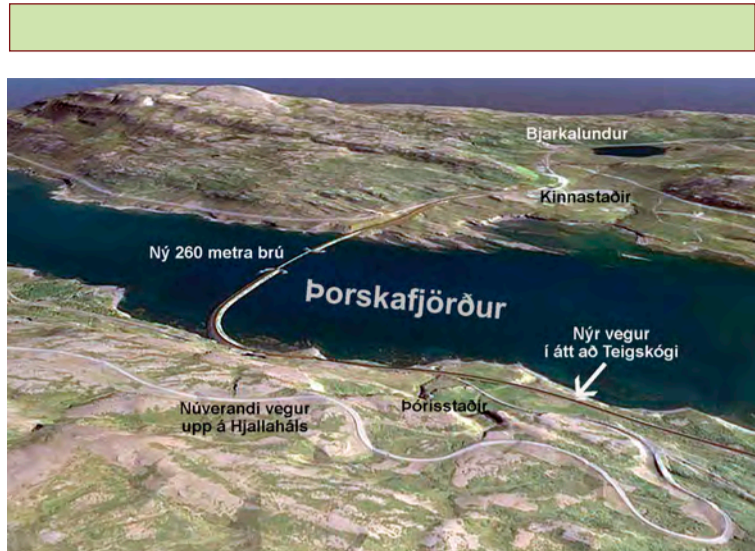 Bjarkalundur
Kinnastaðir
Ný 260 metra brú
Þorskafjörður
Nýr vegur
í átt að Teigskógi
Þórisstaðir
Núverandi vegur
upp á Hjallaháls